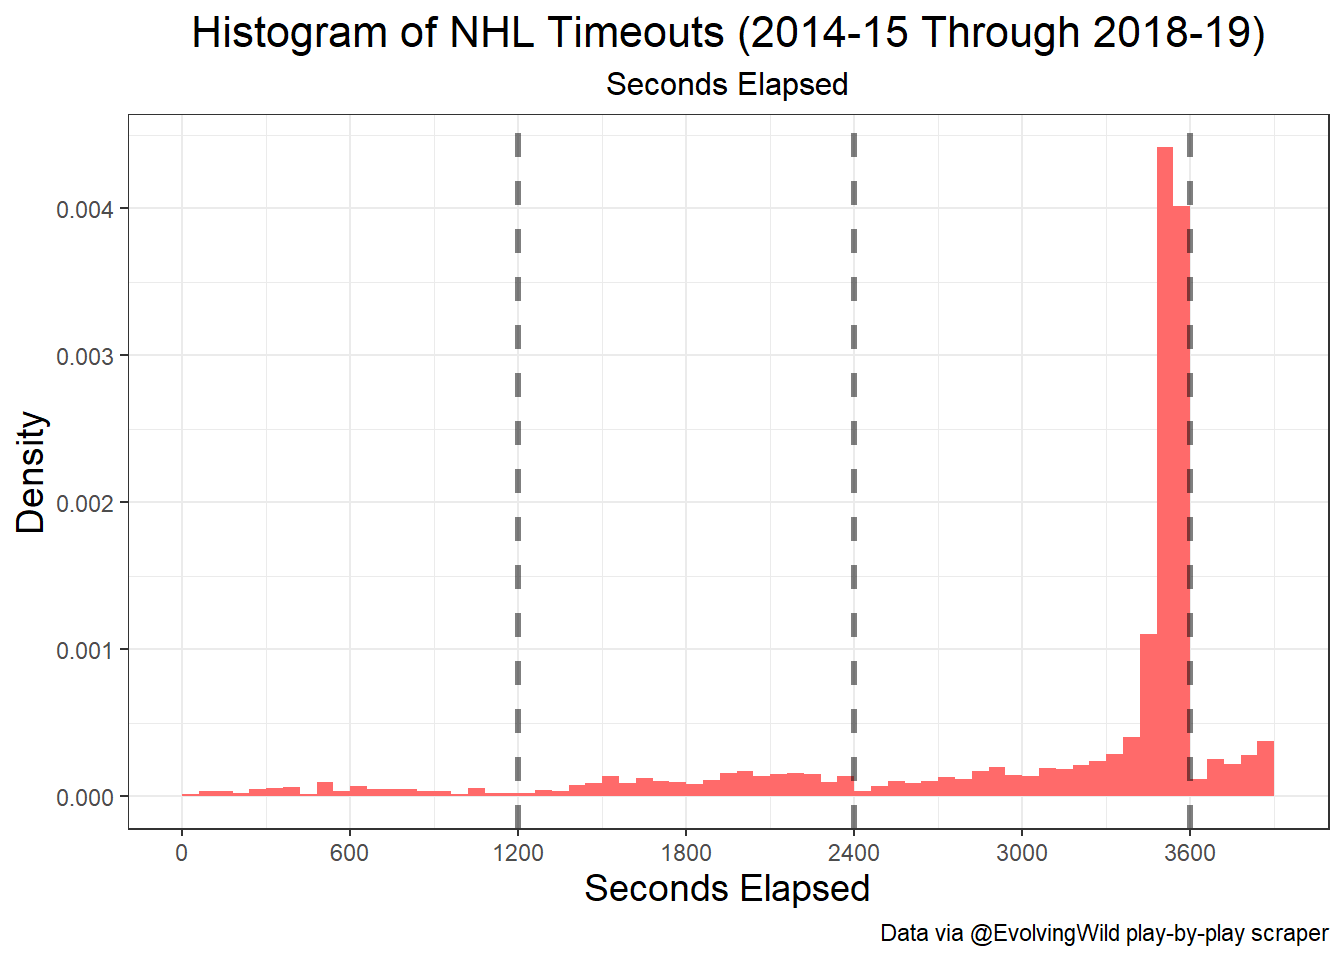 Histogram of NHL Timeouts (2014-15 Through 2018-19)
Seconds Elapsed
Density
0.004
0.003
0.002
0.001
0.000
0 600 1200 1800 2400 3000 3600
Seconds Elapsed
Data via @EvolvingWild play-by-play scraper